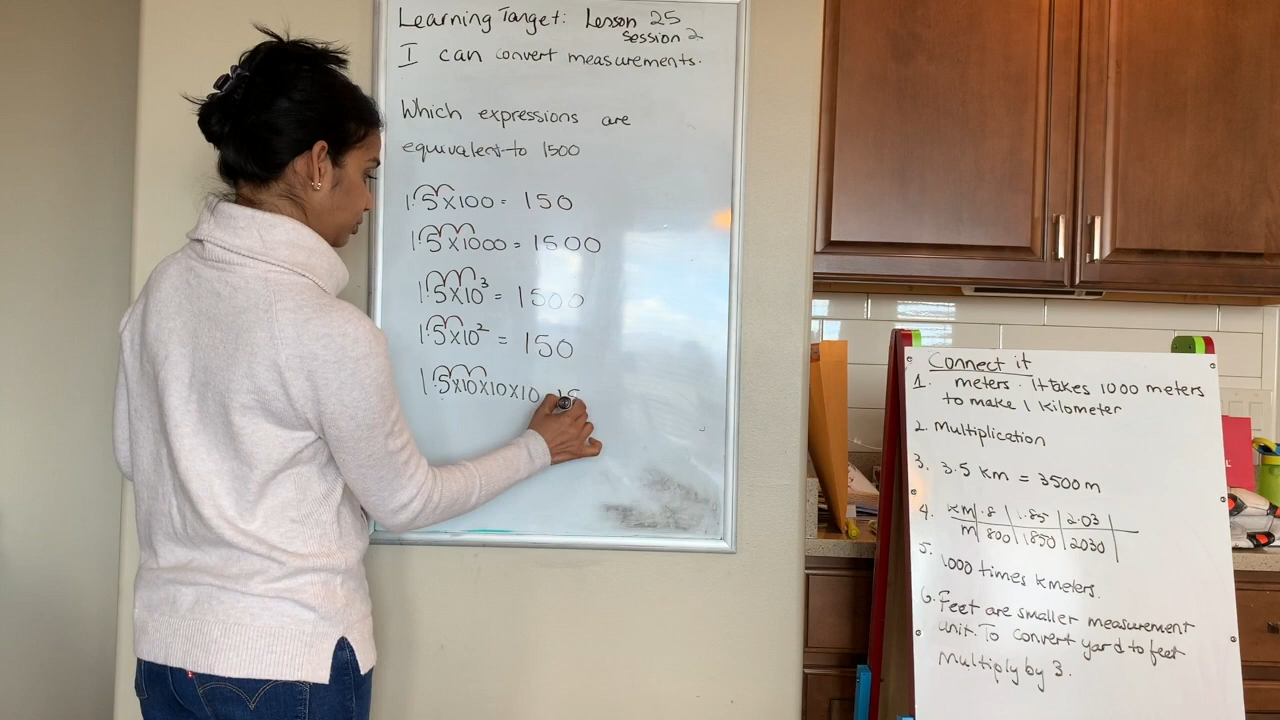 Learning Target: Lesson 25
Session 2
I can convert measurements.
Which expressions are
equivalent to 1500
1.5x100 = 150
1.5x1000 = 1500
1.5x10³ = 1500
1.5x10² = 150
1.5x10x10x10
Connect it
1. meters. It takes 1000 meters
to make 1 kilometer
2. Multiplication
3. 3.5 km = 3500m
4. km | .8 | 1.85 | 2.03 |
m | 800 | 1850 | 2030
5. 1000 times kmeters.
6. Feet are smaller measurement
unit. To convert yard to feet
Multiply by 3.